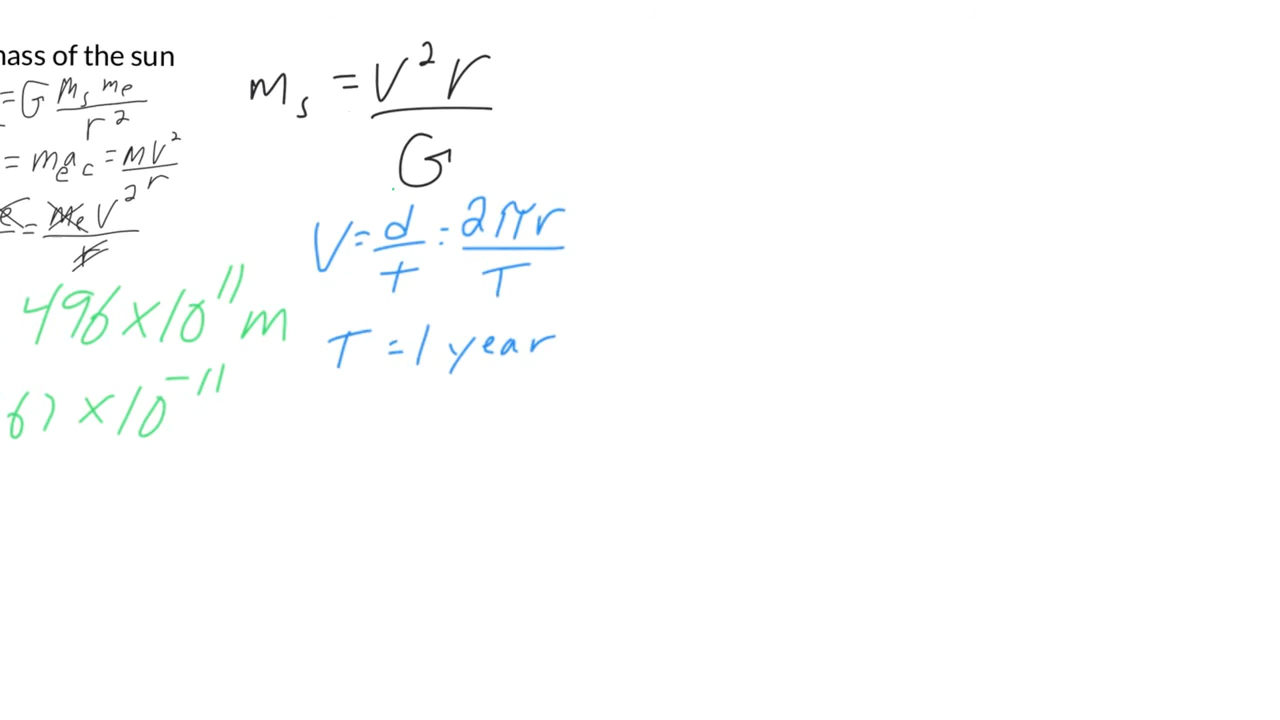 mass of the sun
= G m_s m_e / r^2
= m_e a_c = mv^2 / r
e = m_e v^2 / r
496 x 10^11 m
67 x 10^-11
m_s = v^2 r / G
V = d / t = 2πr / T
T = 1 year